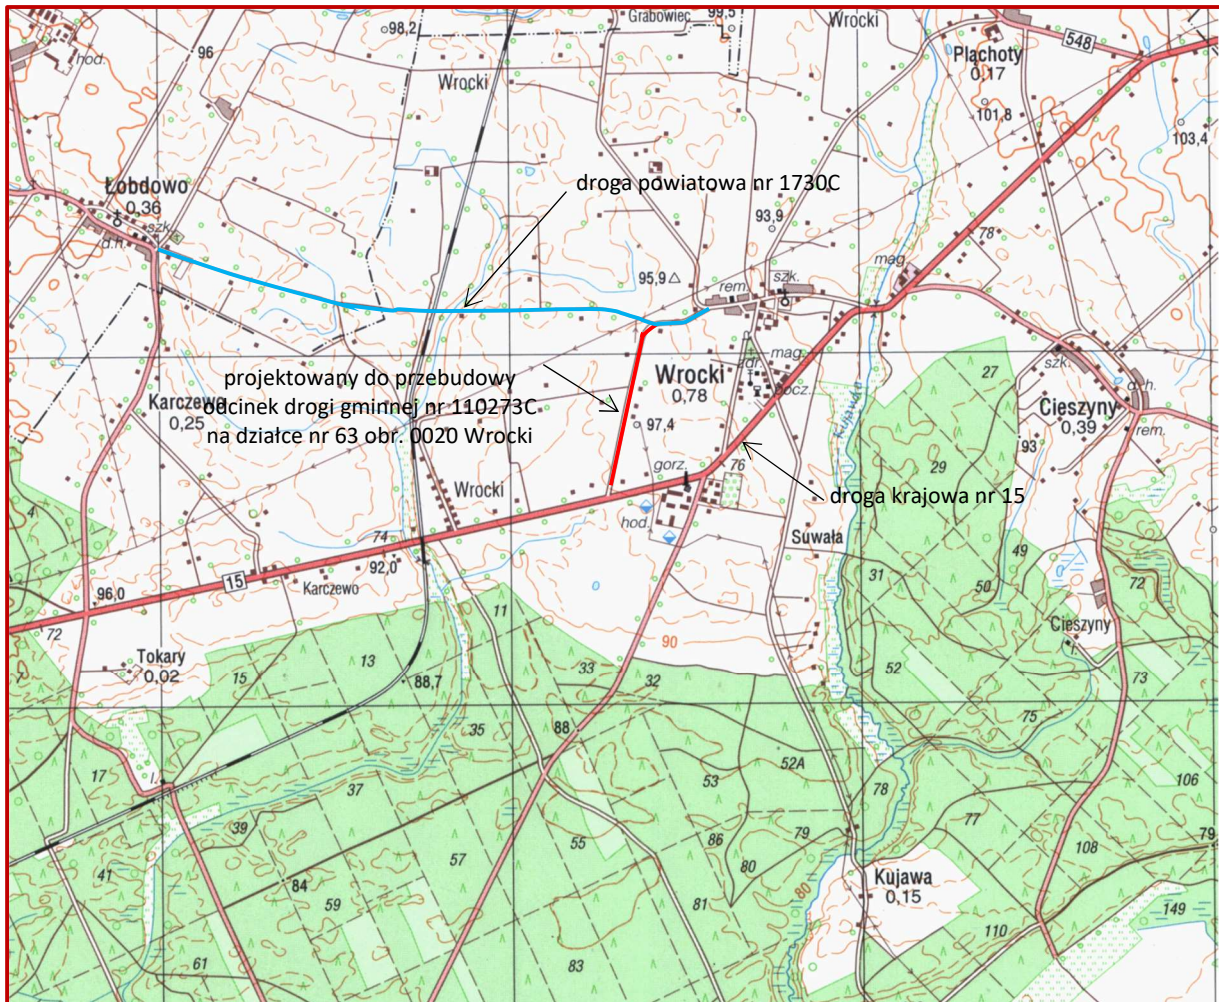 Grabowiec
99,5
Wrocki
98,2
548
hod.
96
Wrocki
Płachoty
0,17
101,8
103,4
droga powiatowa nr 1730C
Łobdowo
0,36
szk.
d.h.
93,9
78
mag.
95,9
rem.
szk.
projektowany do przebudowy
odcinek drogi gminnej nr 110273C
na działce nr 63 obr. 0020 Wrocki
Karczewo
0,25
Wrocki
0,78
mag.
zdr.
pocz.
Kujawka
27
szk.
d.h.
Cieszyny
0,39
rem.
97,4
93
29
4
gorz.
76
droga krajowa nr 15
Wrocki
hod.
Suwała
74
92,0
15
Karczewo
49
31
50
72
96,0
72
11
90
Cieszyny
l.
Tokary
0,02
13
15
88,7
33
32
52
73
35
88
75
17
l.
37
53
52A
78
106
39
55
86
79
77
79
41
57
80
108
84
59
Kujawa
0,15
81
80
149
110
61
83